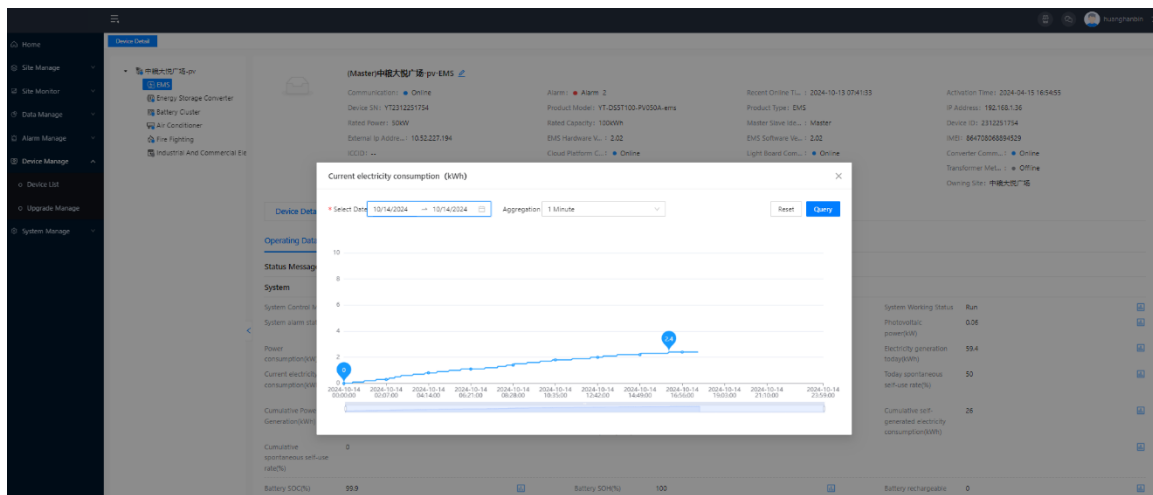 huanghanbin
Home
Device Detail
Site Manage
Site Monitor
Data Manage
Alarm Manage
Device Manage
Device List
Upgrade Manage
System Manage
中粮大悦广场-pv
EMS
Energy Storage Converter
Battery Cluster
Air Conditioner
Fire Fighting
Industrial And Commercial Ele
(Master)中粮大悦广场-pv-EMS
Communication: Online Alarm: Alarm 2 Recent Online Ti...: 2024-10-13 07:41:33 Activation Time: 2024-04-15 16:54:55
Device SN: YT2312251754 Product Model: YT-DSST100-PV050A-ems Product Type: EMS IP Address: 192.168.1.36
Rated Power: 50kW Rated Capacity: 100kWh Master Slave Ide...: Master Device ID: 2312251754
External Ip Addre...: 10.52.227.194 EMS Hardware V...: 2.02 EMS Software Ve...: 2.02 IMEI: 864708068884529
ICCID: -- Cloud Platform C...: Online Light Board Com...: Online Converter Comm...: Online
Transformer Met...: Offline
Owning Site: 中粮大悦广场
Current electricity consumption (kWh)
* Select Date 10/14/2024 → 10/14/2024 Aggregation 1 Minute Reset Query
Device Deta
Operating Data
Status Message
System
System Control M
System alarm stat
Power
consumption(kW)
Current electricity
consumption(kW
Cumulative Power
Generation(kWh)
10
8
6
4
2
0
2.4
0
2024-10-14 2024-10-14 2024-10-14 2024-10-14 2024-10-14 2024-10-14 2024-10-14 2024-10-14 2024-10-14 2024-10-14 2024-10-14 2024-10-14
00:00:00 02:07:00 04:14:00 06:21:00 08:28:00 10:35:00 12:42:00 14:49:00 16:56:00 19:03:00 21:10:00 23:59:00
System Working Status Run
Photovoltaic 0.06
power(kW)
Electricity generation 59.4
today(kWh)
Today spontaneous 50
self-use rate(%)
Cumulative self- 26
generated electricity
consumption(kWh)
Cumulative 0
spontaneous self-use
rate(%)
Battery SOC(%) 99.9 Battery SOH(%) 100 Battery rechargeable 0